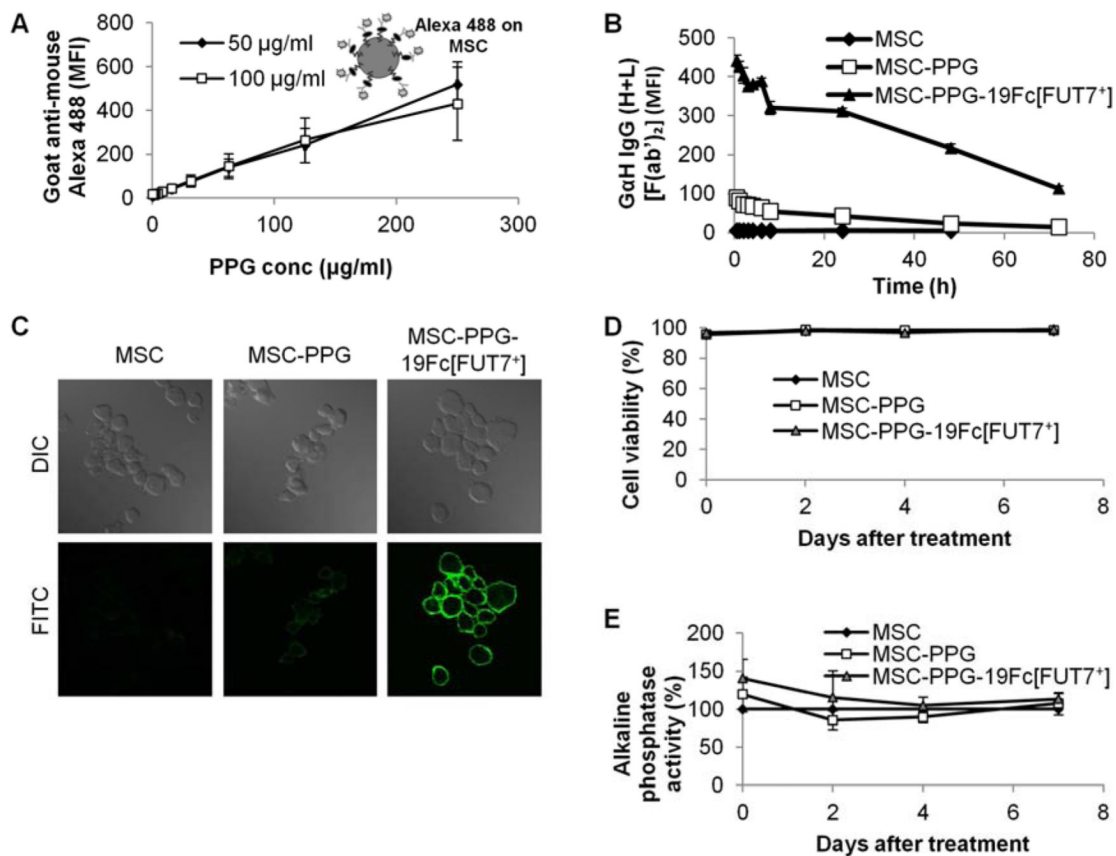 A
Goat anti-mouse
Alexa 488 (MFI)
800
600
400
200
0
50 µg/ml
100 µg/ml
Alexa 488 on
MSC
0
100
200
300
PPG conc (µg/ml)
B
GαH IgG (H+L)
[F(ab’)₂] (MFI)
500
400
300
200
100
0
MSC
MSC-PPG
MSC-PPG-19Fc[FUT7⁺]
0
20
40
60
80
Time (h)
C
MSC
MSC-PPG
MSC-PPG-
19Fc[FUT7⁺]
DIC
FITC
D
Cell viability (%)
100
80
60
40
20
0
MSC
MSC-PPG
MSC-PPG-19Fc[FUT7⁺]
0
2
4
6
8
Days after treatment
E
Alkaline
phosphatase
activity (%)
200
150
100
50
0
MSC
MSC-PPG
MSC-PPG-19Fc[FUT7⁺]
0
2
4
6
8
Days after treatment